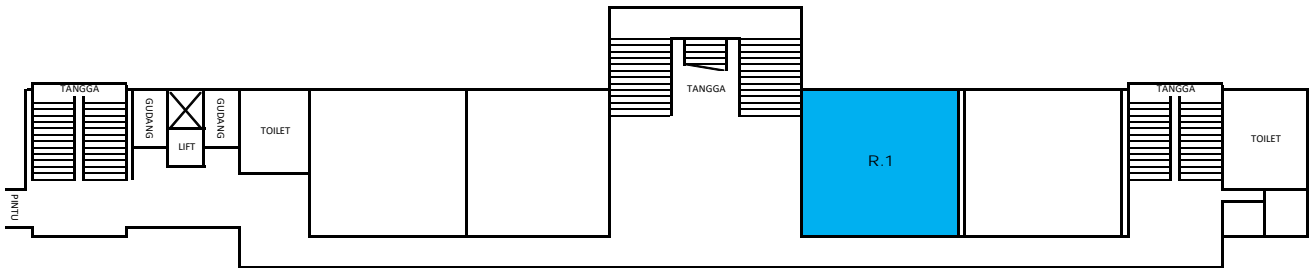 TANGGA
GUDANG
LIFT
GUDANG
TOILET
PINTU
TANGGA
R.1
TANGGA
TOILET